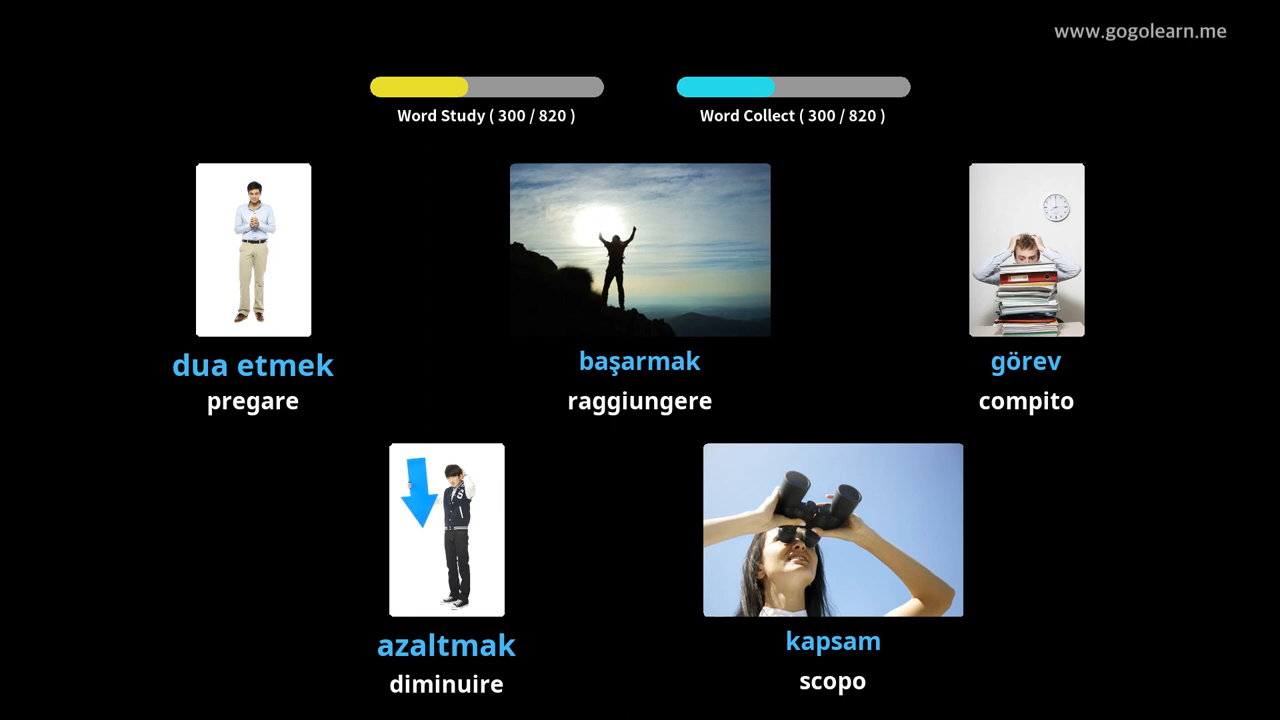 www.gogolearn.me
Word Study ( 300 / 820 )
Word Collect ( 300 / 820 )
dua etmek
pregare
başarmak
raggiungere
görev
compito
azaltmak
diminuire
kapsam
scopo